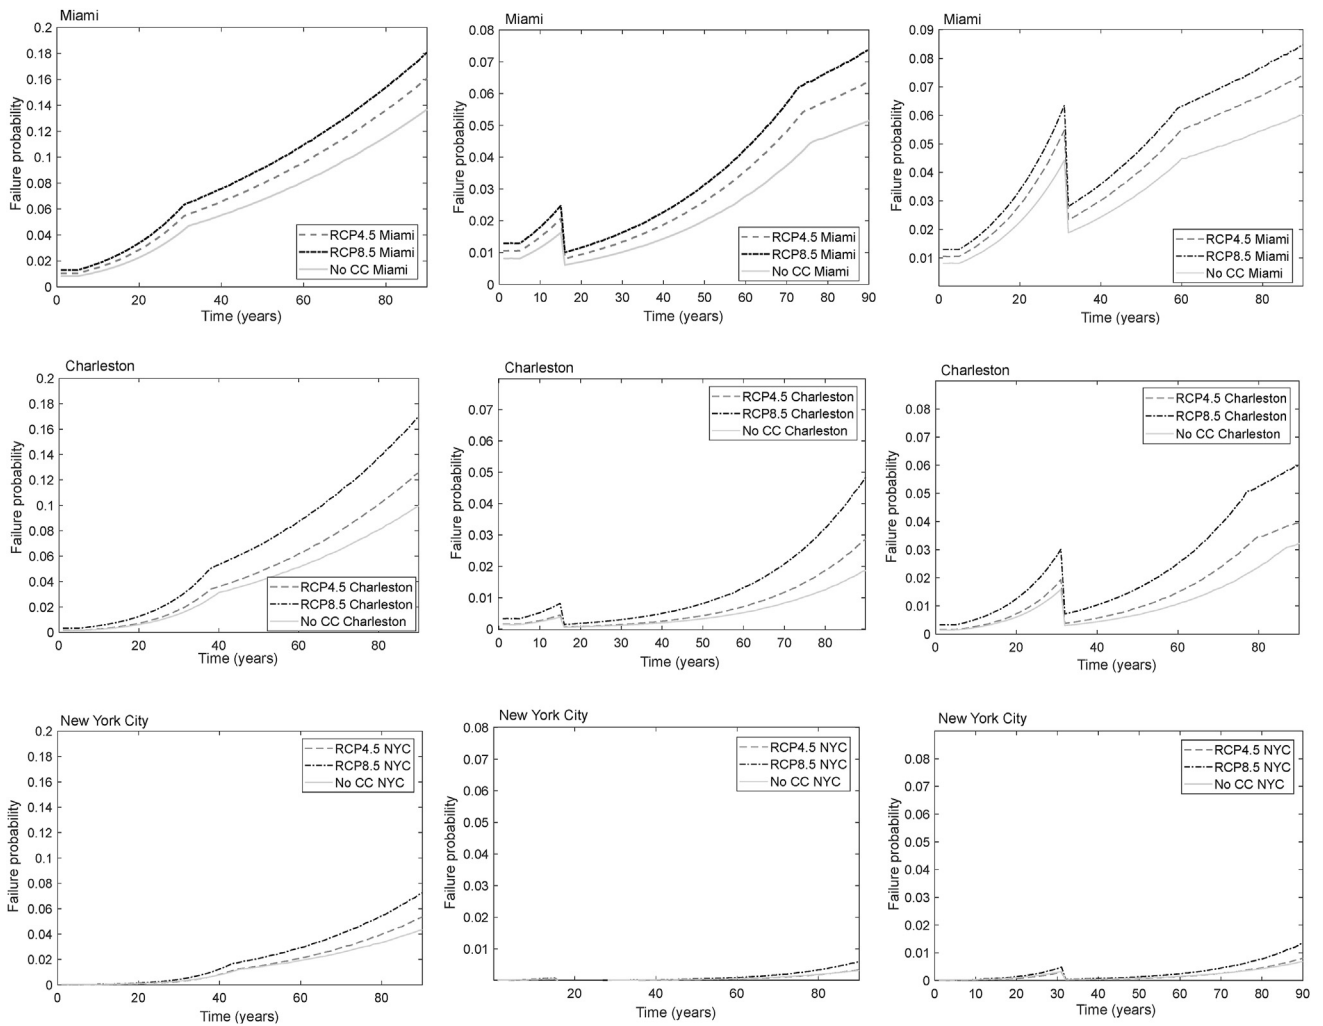 Miami
0.2
0.18
0.16
0.14
0.12
0.1
0.08
0.06
0.04
0.02
0
Failure probability
RCP4.5 Miami
RCP8.5 Miami
No CC Miami
0 20 40 60 80
Time (years)
Miami
0.08
0.07
0.06
0.05
0.04
0.03
0.02
0.01
0
Failure probability
RCP4.5 Miami
RCP8.5 Miami
No CC Miami
0 10 20 30 40 50 60 70 80 90
Time (years)
Miami
0.09
0.08
0.07
0.06
0.05
0.04
0.03
0.02
0.01
Failure probability
RCP4.5 Miami
RCP8.5 Miami
No CC Miami
0 20 40 60 80
Time (years)
Charleston
0.2
0.18
0.16
0.14
0.12
0.1
0.08
0.06
0.04
0.02
0
Failure probability
RCP4.5 Charleston
RCP8.5 Charleston
No CC Charleston
0 20 40 60 80
Time (years)
Charleston
RCP4.5 Charleston
RCP8.5 Charleston
No CC Charleston
0.07
0.06
0.05
0.04
0.03
0.02
0.01
0
Failure probability
0 10 20 30 40 50 60 70 80
Time (years)
Charleston
RCP4.5 Charleston
RCP8.5 Charleston
No CC Charleston
0.08
0.07
0.06
0.05
0.04
0.03
0.02
0.01
0
Failure probability
0 20 40 60 80
Time (years)
New York City
0.2
0.18
0.16
0.14
0.12
0.1
0.08
0.06
0.04
0.02
0
Failure probability
RCP4.5 NYC
RCP8.5 NYC
No CC NYC
0 20 40 60 80
Time (years)
New York City
0.08
0.07
0.06
0.05
0.04
0.03
0.02
0.01
Failure probability
RCP4.5 NYC
RCP8.5 NYC
No CC NYC
20 40 60 80
Time (years)
New York City
RCP4.5 NYC
RCP8.5 NYC
No CC NYC
0.08
0.07
0.06
0.05
0.04
0.03
0.02
0.01
0
Failure probability
0 10 20 30 40 50 60 70 80 90
Time (years)